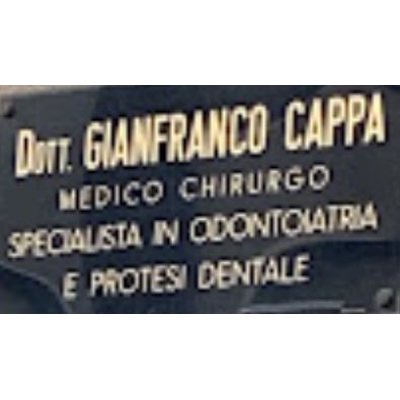 Dott. GIANFRANCO CAPPA
MEDICO CHIRURGO
SPECIALISTA IN ODONTOIATRIA
E PROTESI DENTALE